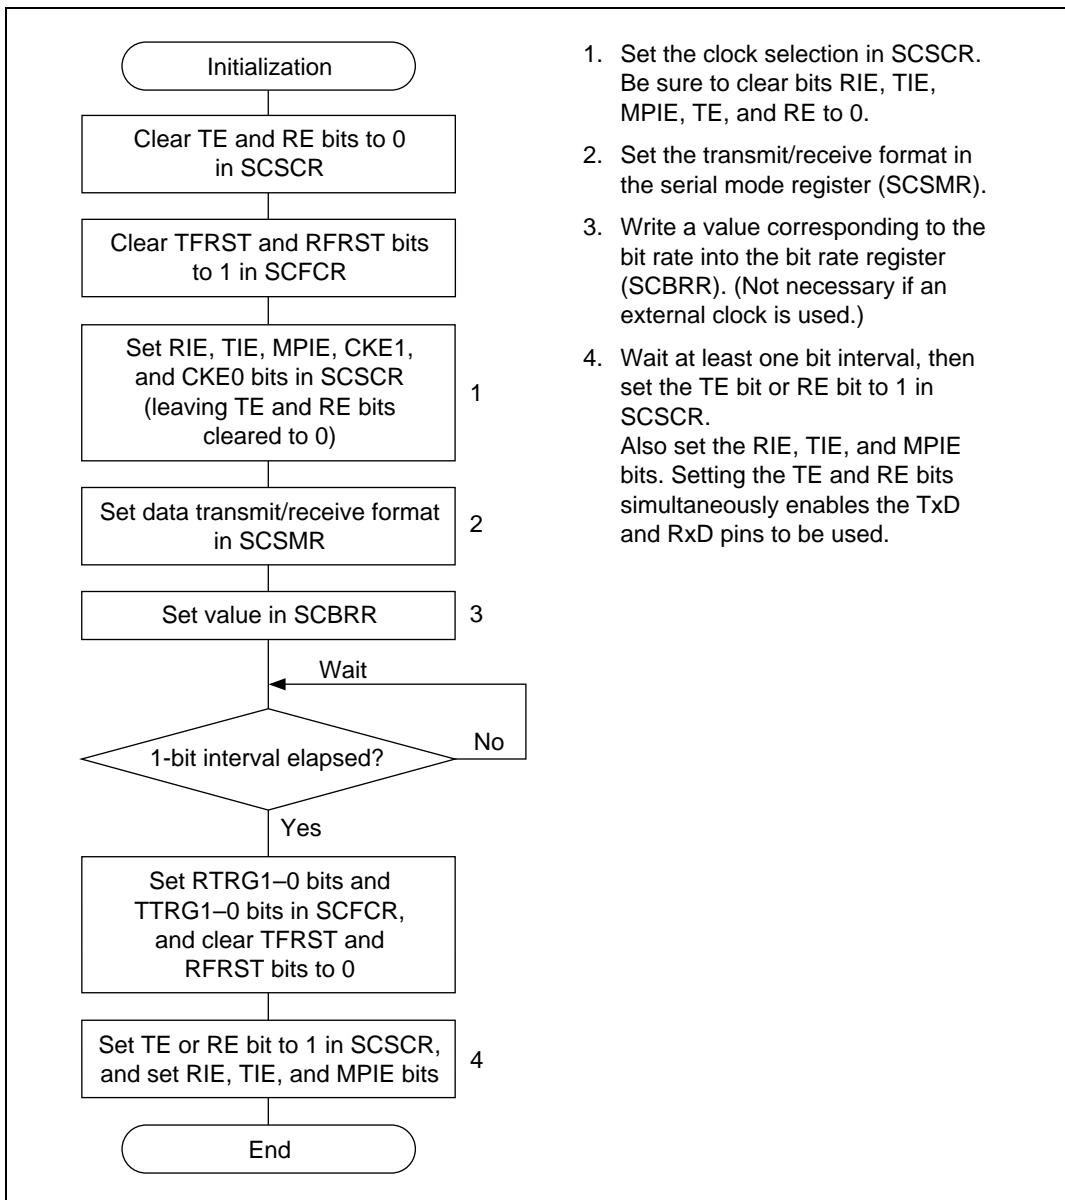 Initialization
Clear TE and RE bits to 0
in SCSCR
Clear TFRST and RFRST bits
to 1 in SCFCR
Set RIE, TIE, MPIE, CKE1,
and CKE0 bits in SCSCR
(leaving TE and RE bits
cleared to 0)
1
Set data transmit/receive format
in SCSMR
2
Set value in SCBRR
3
Wait
1-bit interval elapsed?
No
Yes
Set RTRG1–0 bits and
TTRG1–0 bits in SCFCR,
and clear TFRST and
RFRST bits to 0
Set TE or RE bit to 1 in SCSCR,
and set RIE, TIE, and MPIE bits
4
End
1. Set the clock selection in SCSCR.
Be sure to clear bits RIE, TIE,
MPIE, TE, and RE to 0.
2. Set the transmit/receive format in
the serial mode register (SCSMR).
3. Write a value corresponding to the
bit rate into the bit rate register
(SCBRR). (Not necessary if an
external clock is used.)
4. Wait at least one bit interval, then
set the TE bit or RE bit to 1 in
SCSCR.
Also set the RIE, TIE, and MPIE
bits. Setting the TE and RE bits
simultaneously enables the TxD
and RxD pins to be used.